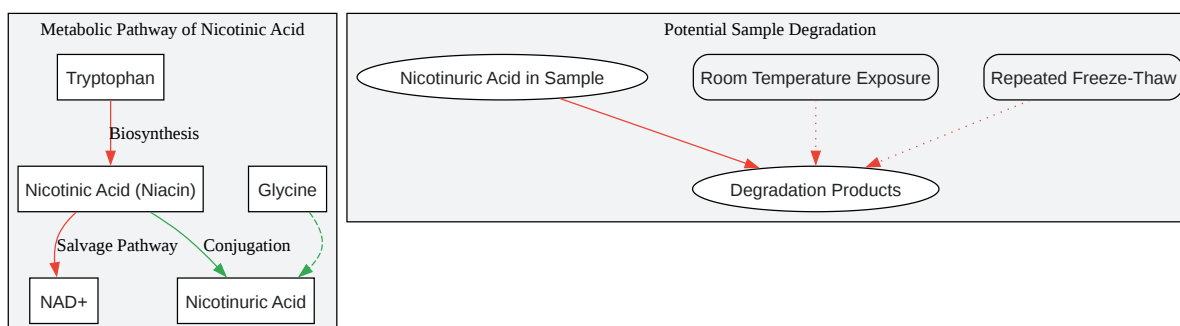 Metabolic Pathway of Nicotinic Acid
Tryptophan
Biosynthesis
Nicotinic Acid (Niacin)
Glycine
Salvage Pathway
Conjugation
NAD+
Nicotinuric Acid
Potential Sample Degradation
Nicotinuric Acid in Sample
Room Temperature Exposure
Repeated Freeze-Thaw
Degradation Products